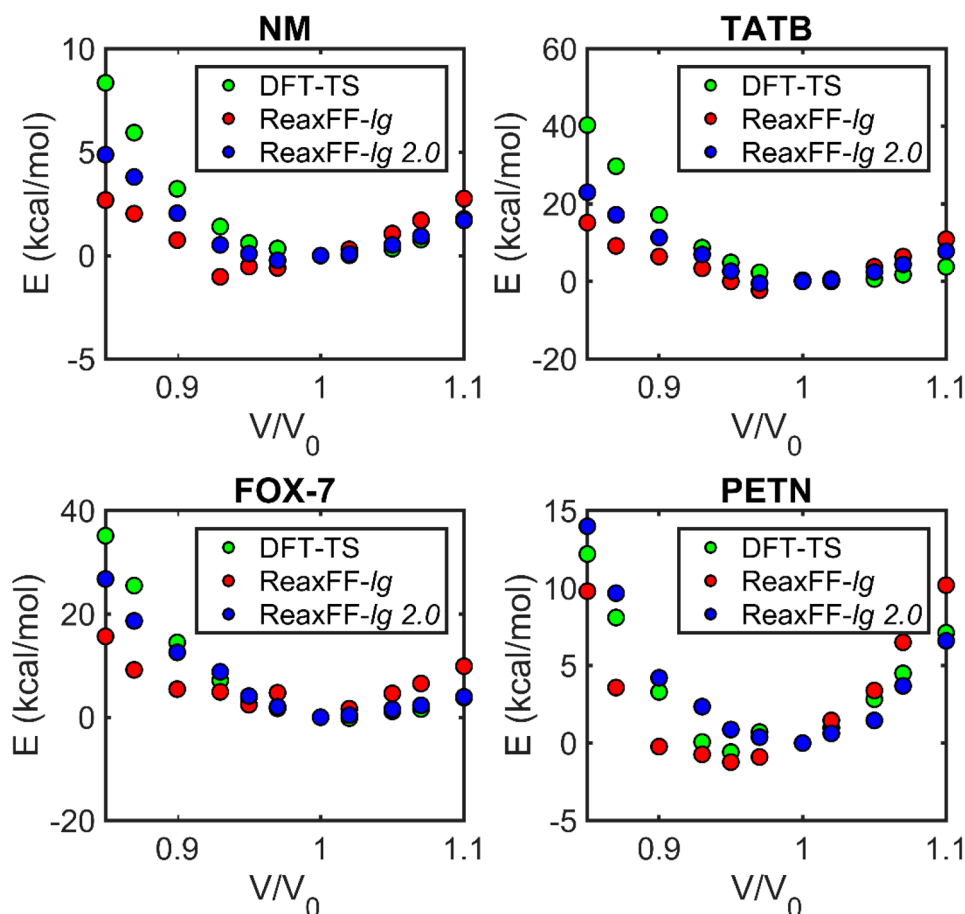 NM
10
5
0
-5
E (kcal/mol)
DFT-TS
ReaxFF-lg
ReaxFF-lg 2.0
0.9
1
1.1
V/V0
TATB
60
40
20
0
-20
E (kcal/mol)
DFT-TS
ReaxFF-lg
ReaxFF-lg 2.0
0.9
1
1.1
V/V0
FOX-7
40
20
0
-20
E (kcal/mol)
DFT-TS
ReaxFF-lg
ReaxFF-lg 2.0
0.9
1
1.1
V/V0
PETN
15
10
5
0
-5
E (kcal/mol)
DFT-TS
ReaxFF-lg
ReaxFF-lg 2.0
0.9
1
1.1
V/V0